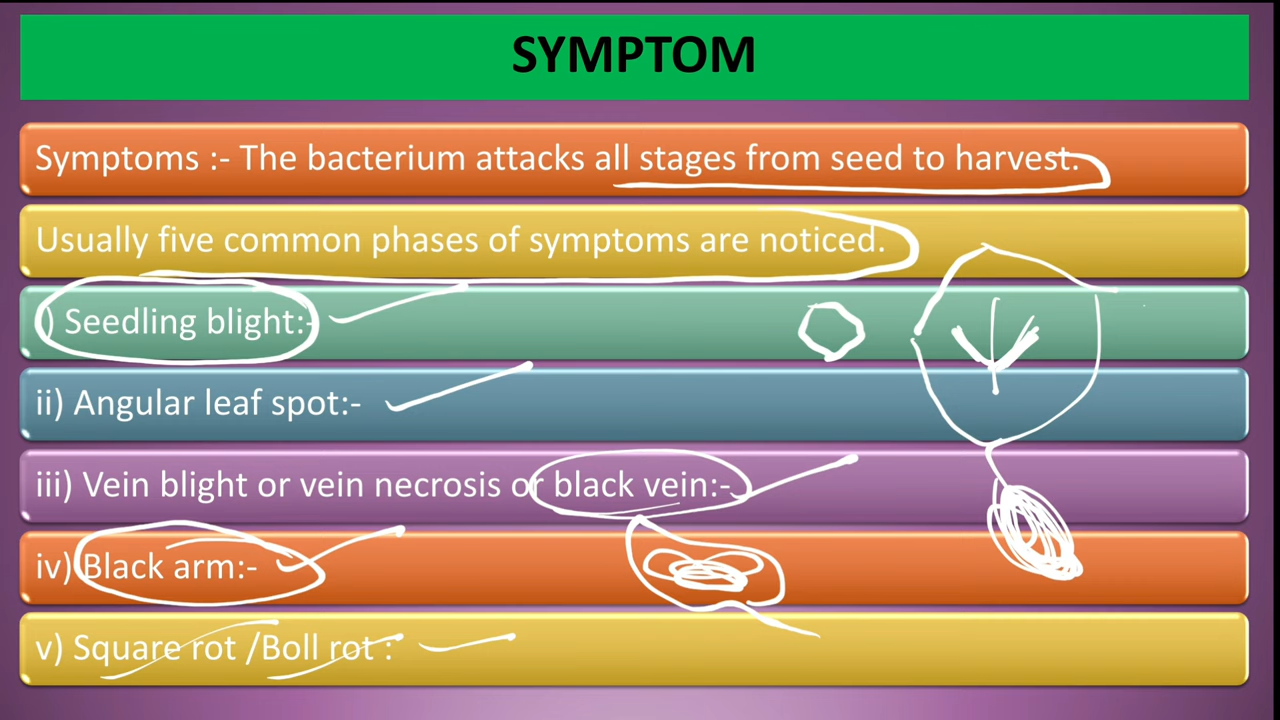 SYMPTOM
Symptoms :- The bacterium attacks all stages from seed to harvest.
Usually five common phases of symptoms are noticed.
) Seedling blight:-
ii) Angular leaf spot:-
iii) Vein blight or vein necrosis or black vein:-
iv) Black arm:-
v) Square rot /Boll rot :